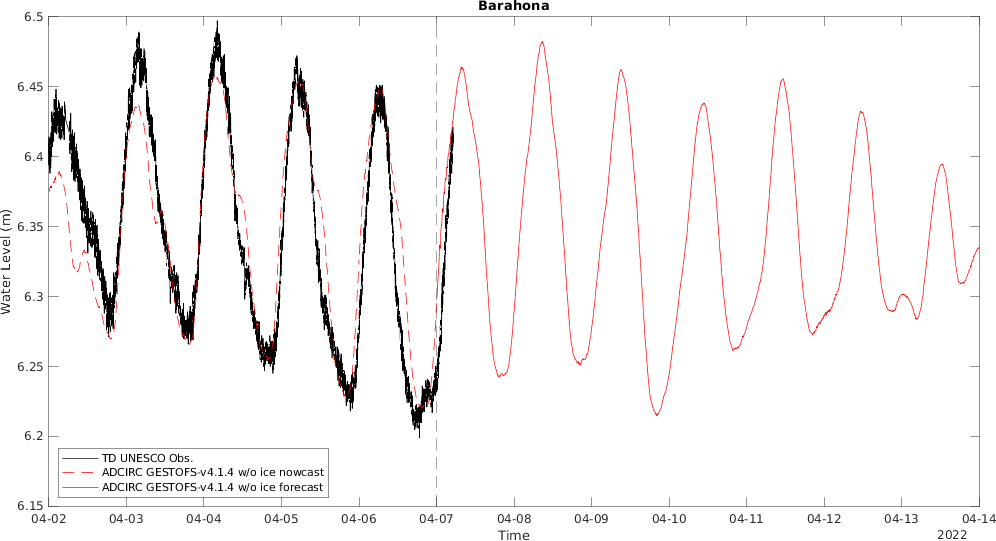 Barahona
6.5
6.45
6.4
6.35
6.3
6.25
6.2
6.15
Water Level (m)
TD UNESCO Obs.
ADCIRC GESTOFS-v4.1.4 w/o ice nowcast
ADCIRC GESTOFS-v4.1.4 w/o ice forecast
04-02 04-03 04-04 04-05 04-06 04-07 04-08 04-09 04-10 04-11 04-12 04-13 04-14
Time
2022